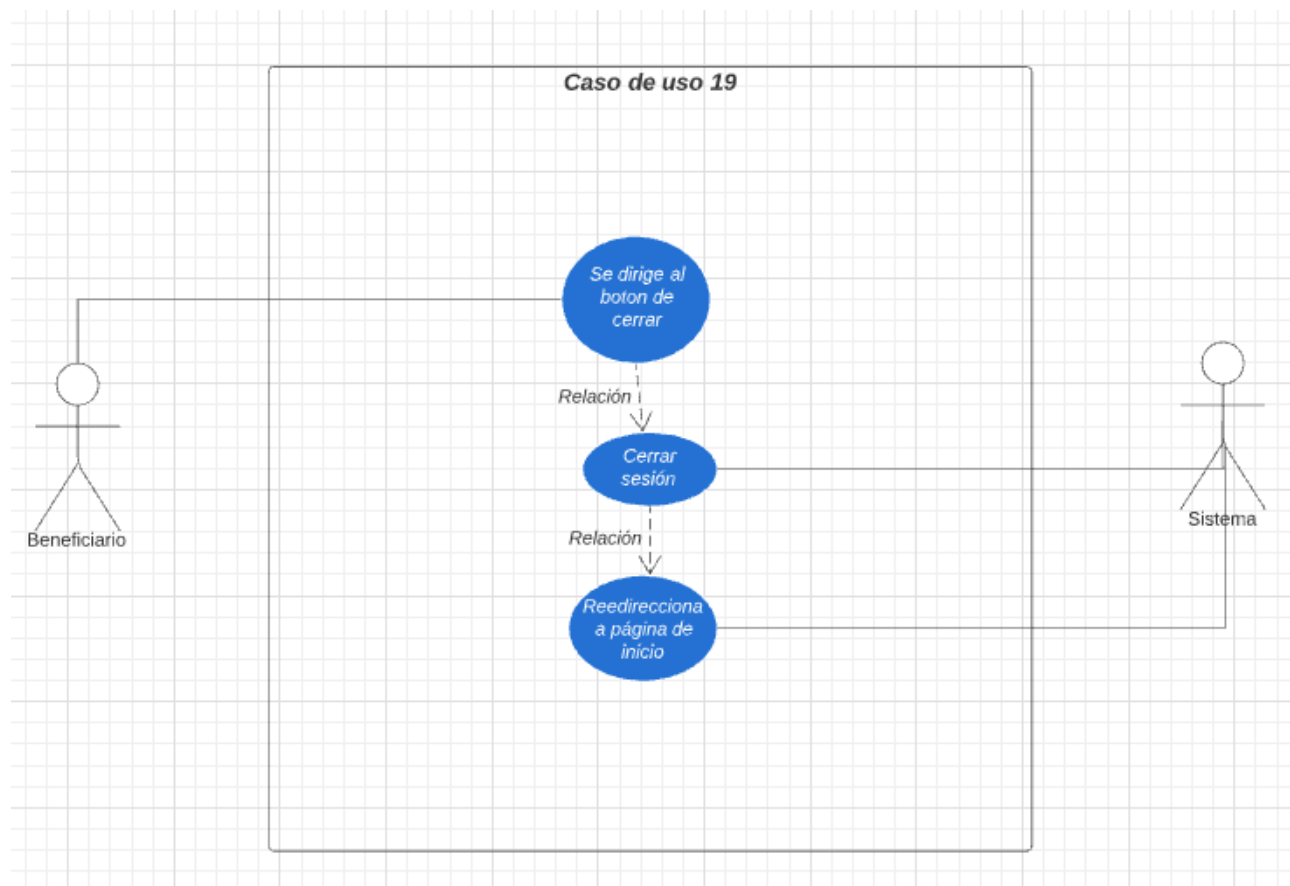 Caso de uso 19
Se dirige al
boton de
cerrar
Relación
Cerrar
sesión
Relación
Reedirecciona
a página de
inicio
Beneficiario
Sistema